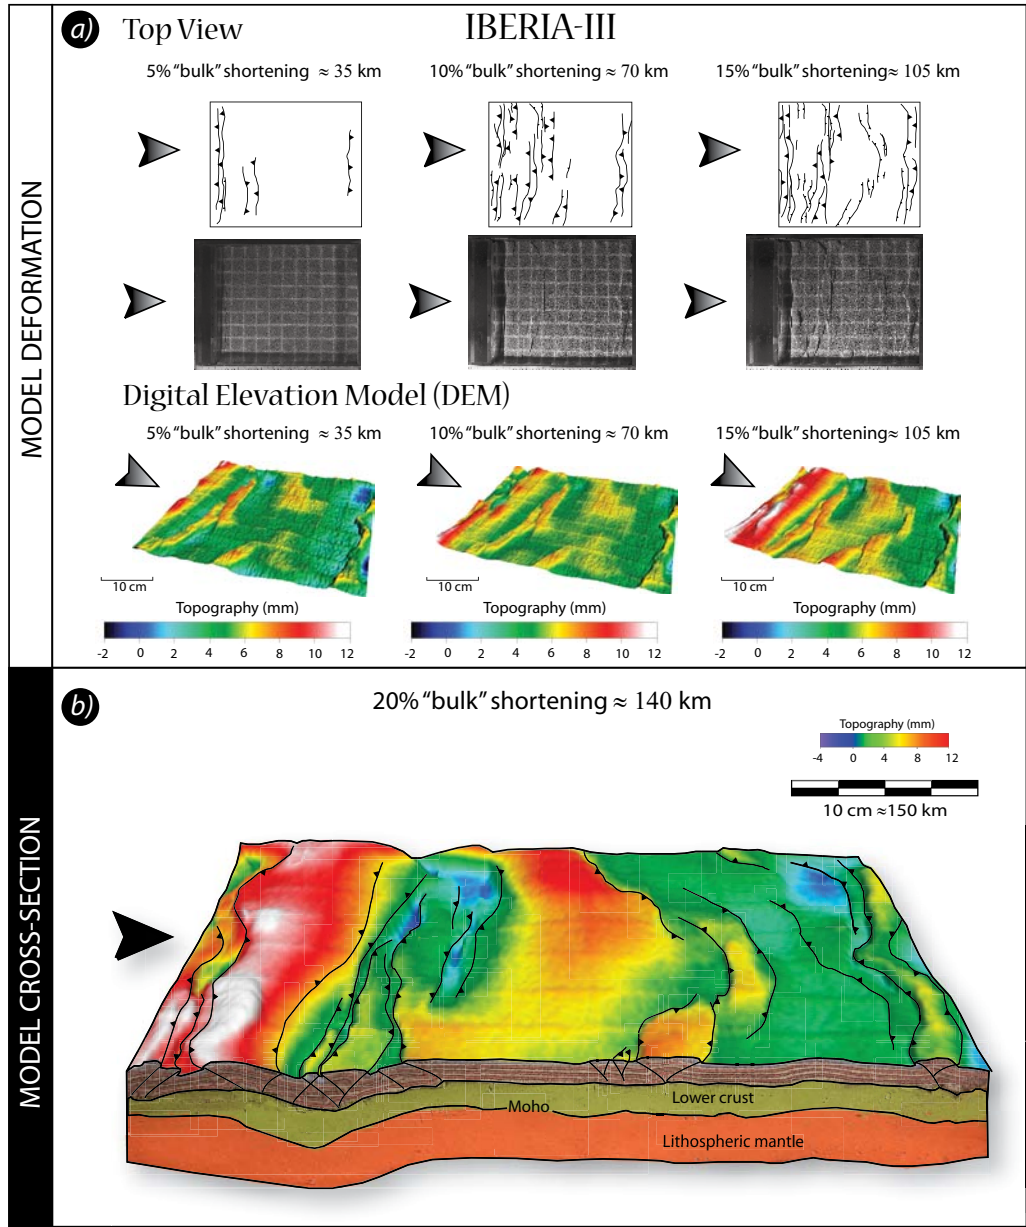 MODEL DEFORMATION
a) Top View
IBERIA-III
5% “bulk” shortening ≈ 35 km
10% “bulk” shortening ≈ 70 km
15% “bulk” shortening≈ 105 km
Digital Elevation Model (DEM)
5% “bulk” shortening ≈ 35 km
10% “bulk” shortening ≈ 70 km
15% “bulk” shortening≈ 105 km
10 cm
10 cm
10 cm
Topography (mm)
Topography (mm)
Topography (mm)
-2 0 2 4 6 8 10 12
-2 0 2 4 6 8 10 12
-2 0 2 4 6 8 10 12
MODEL CROSS-SECTION
b)
20% “bulk” shortening ≈ 140 km
Topography (mm)
-4 0 4 8 12
10 cm ≈150 km
Moho
Lower crust
Lithospheric mantle